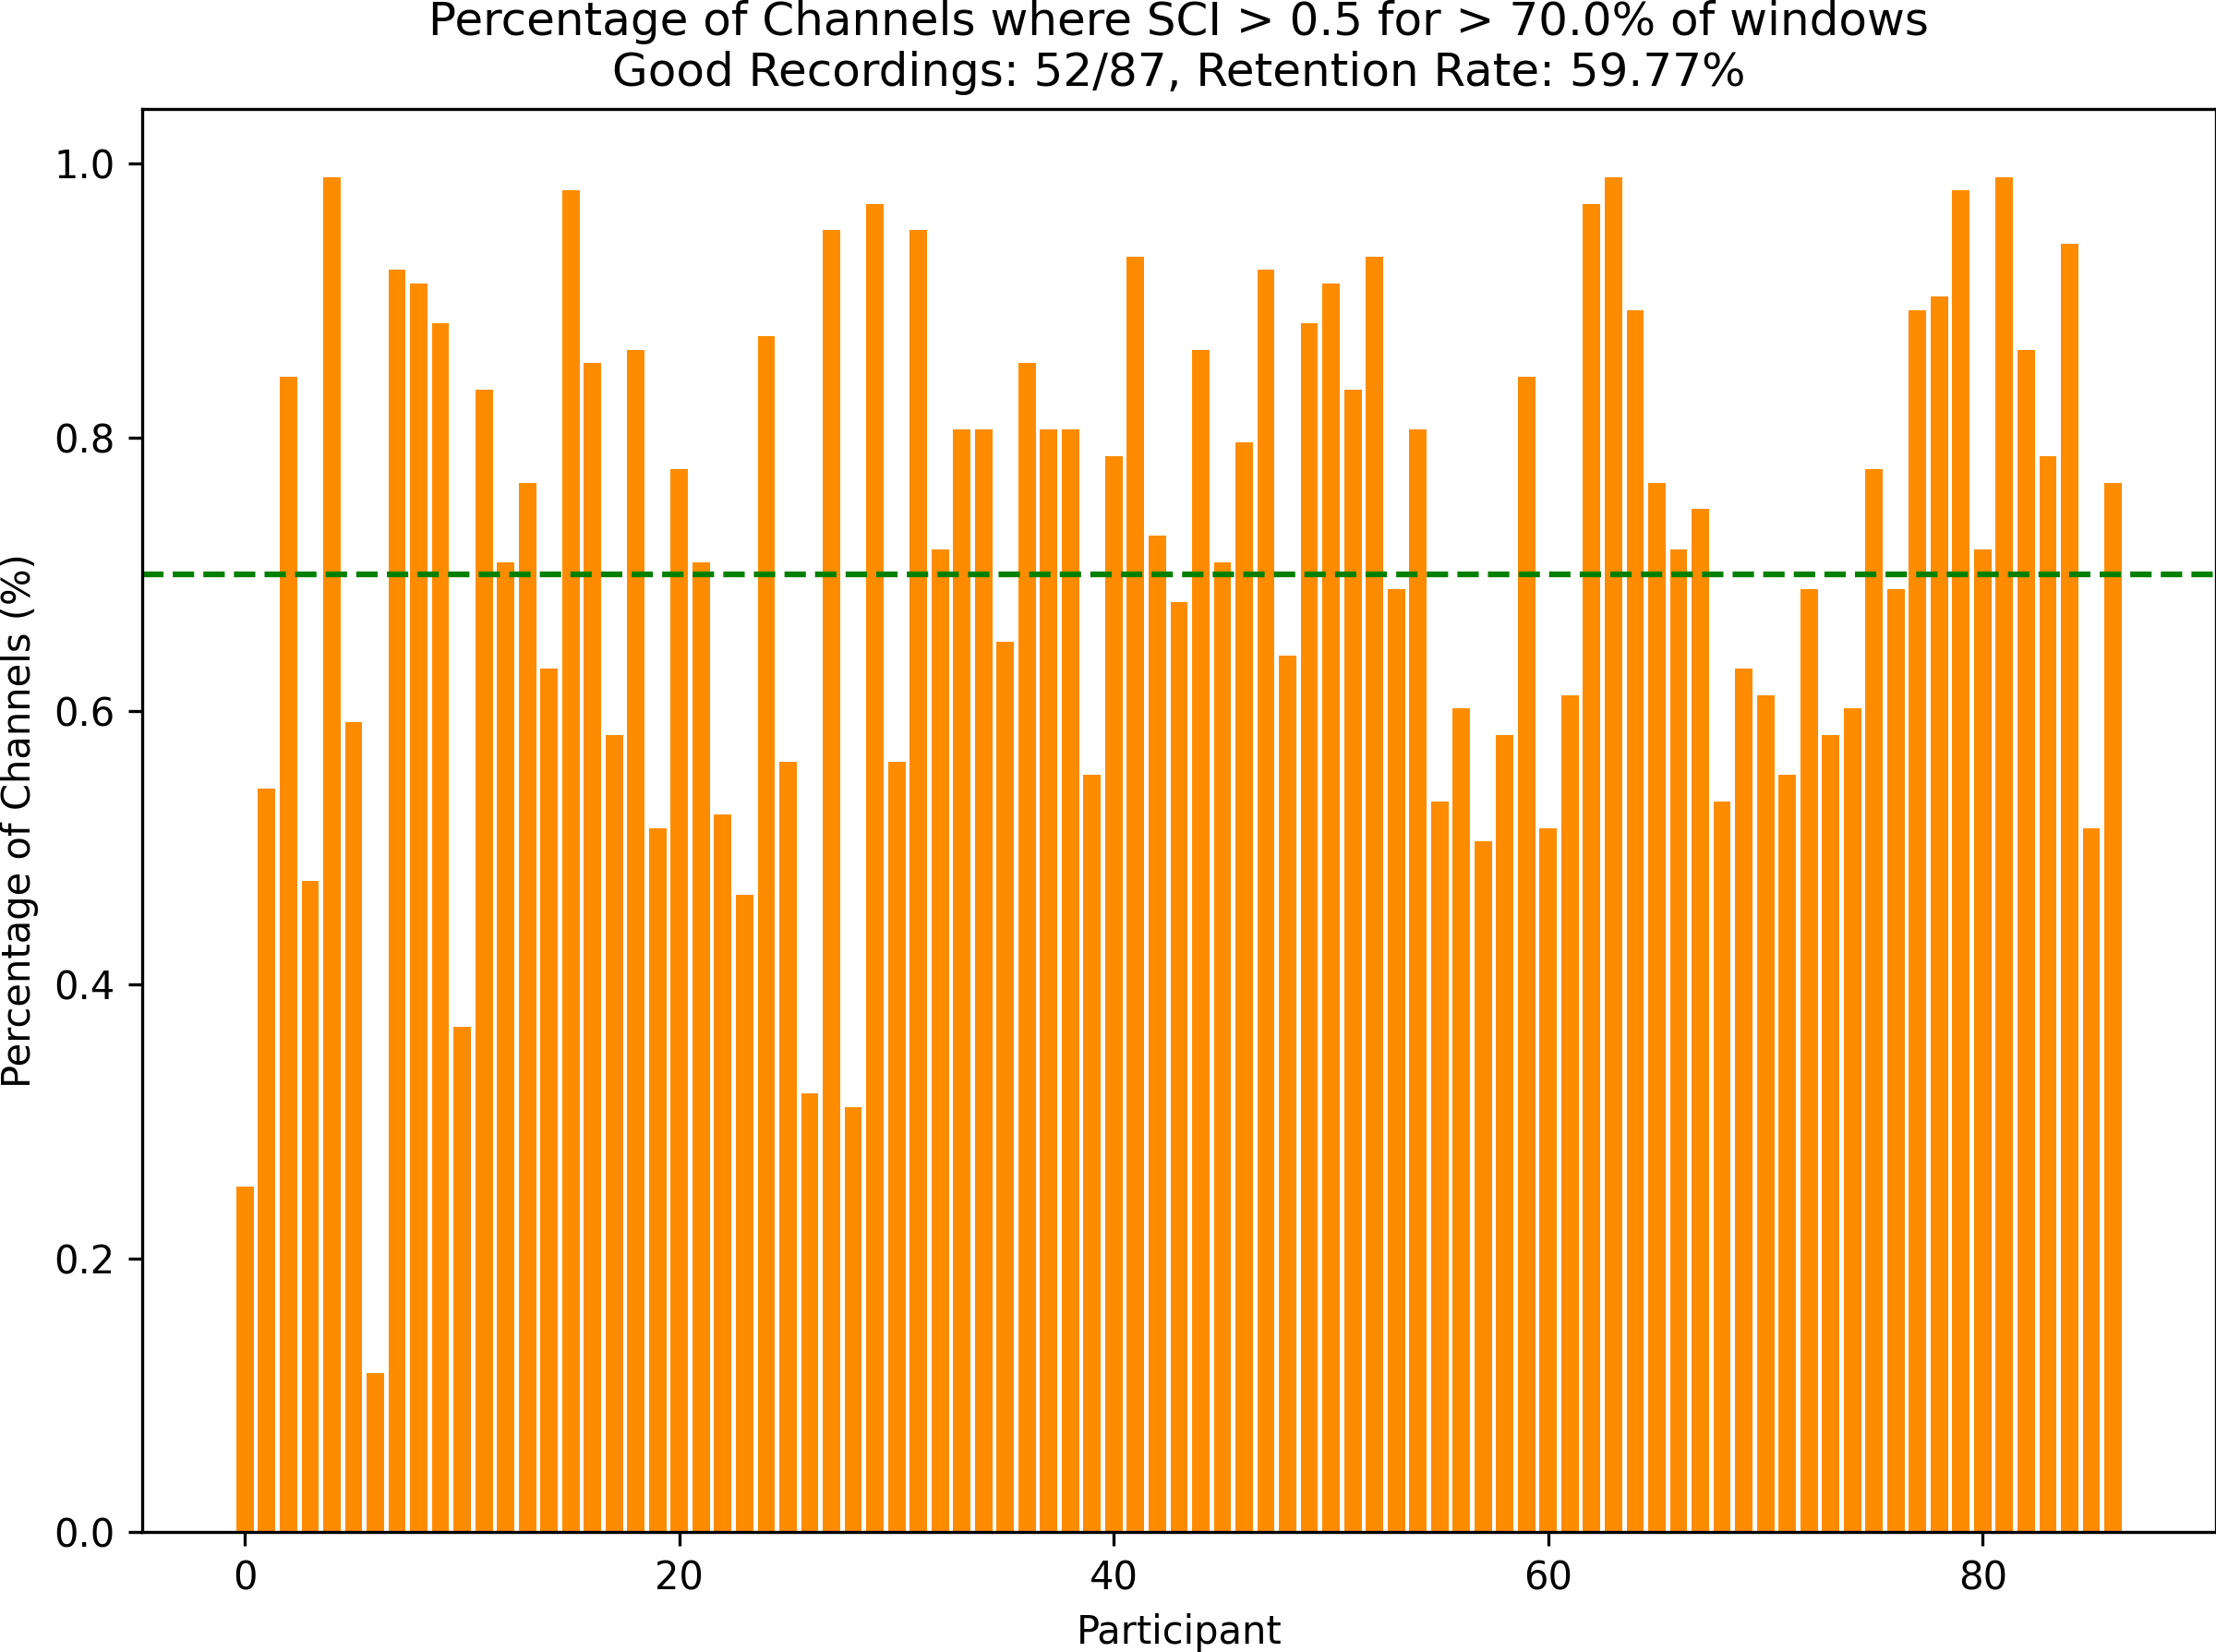 Percentage of Channels where SCI > 0.5 for > 70.0% of windows
Good Recordings: 52/87, Retention Rate: 59.77%
Percentage of Channels (%)
1.0
0.8
0.6
0.4
0.2
0.0
0 20 40 60 80
Participant